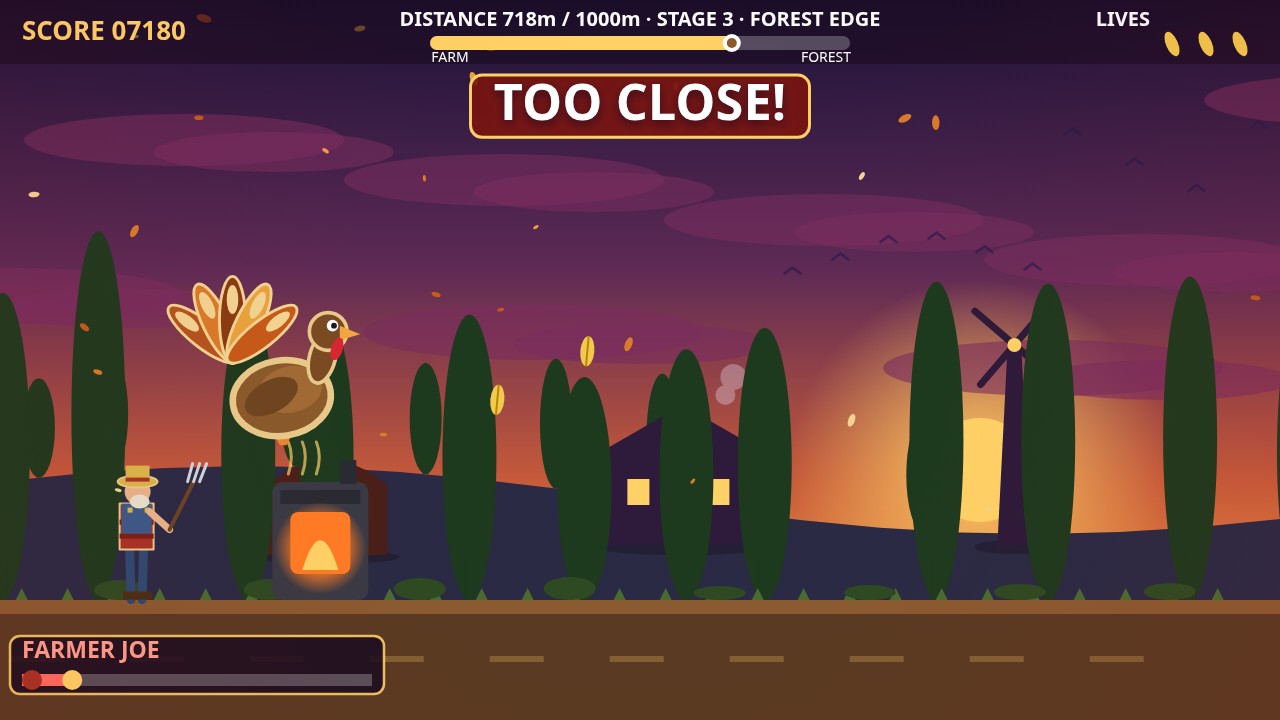 SCORE 07180
DISTANCE 718m / 1000m · STAGE 3 · FOREST EDGE
LIVES
FARM
FOREST
TOO CLOSE!
FARMER JOE